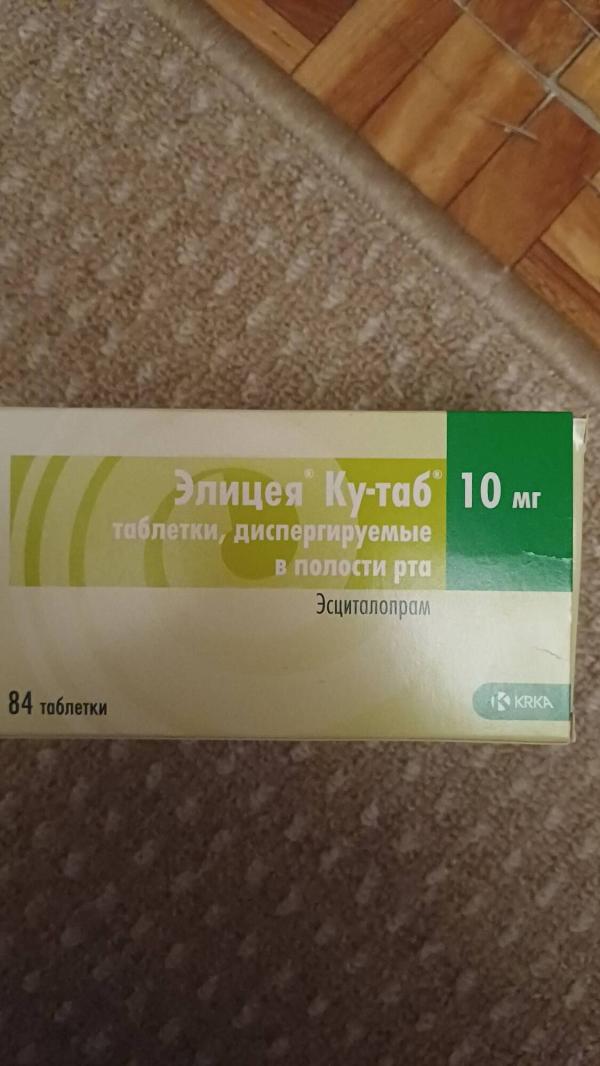 Элицея® Ку-таб® 10 мг
таблетки, диспергируемые
в полости рта
Эсциталопрам
84 таблетки
KRKA